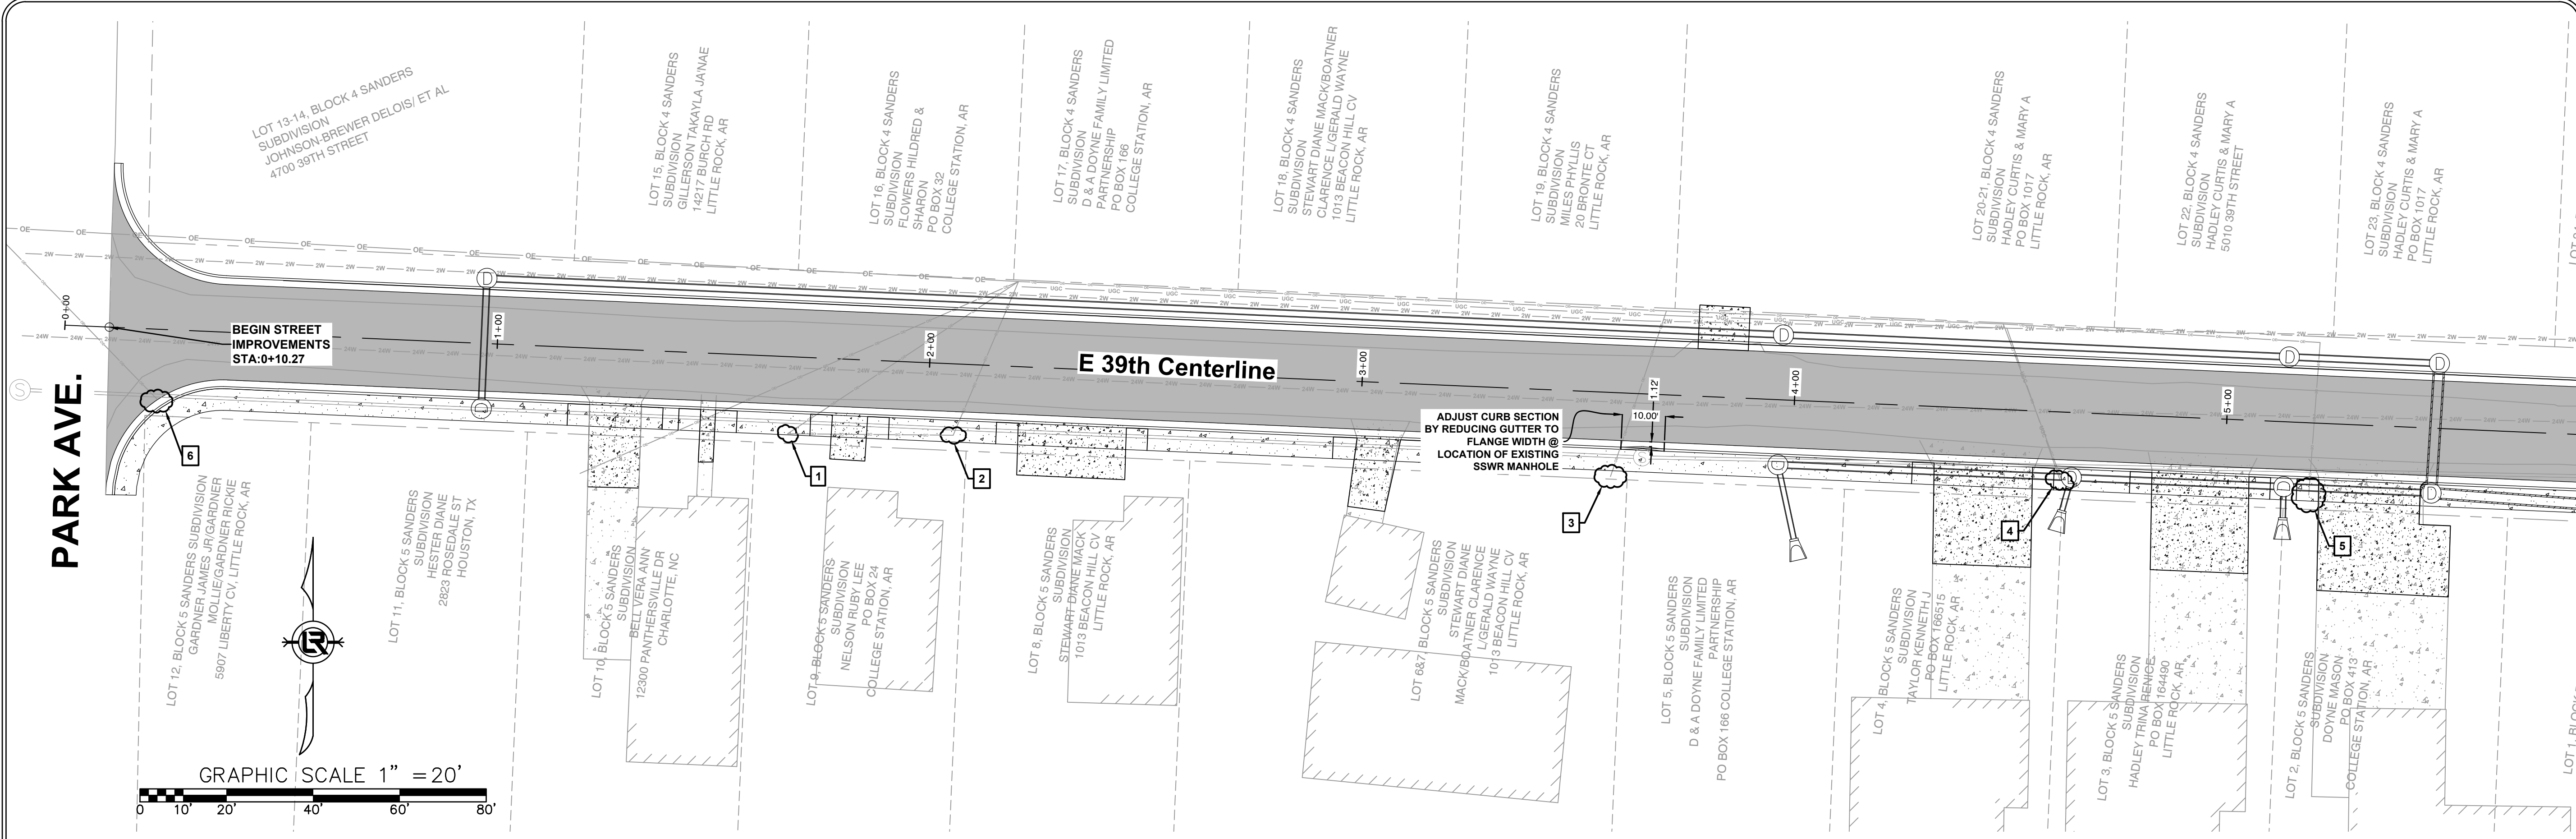 LOT 13-14, BLOCK 4 SANDERS
SUBDIVISION
JOHNSON-BREWER DELOIS/ ET AL
4700 39TH STREET
LOT 15, BLOCK 4 SANDERS
SUBDIVISION
GILLERSON TAKAYLA JANAE
14217 BURCH RD
LITTLE ROCK, AR
LOT 16, BLOCK 4 SANDERS
SUBDIVISION
FLOWERS HILDRED &
SHARON
PO BOX 32
COLLEGE STATION, AR
LOT 17, BLOCK 4 SANDERS
SUBDIVISION
D & A DOYNE FAMILY LIMITED
PARTNERSHIP
PO BOX 166
COLLEGE STATION, AR
LOT 18, BLOCK 4 SANDERS
SUBDIVISION
STEWART DIANE MACK/BOATNER
CLARENCE L/GERALD WAYNE
1013 BEACON HILL CV
LITTLE ROCK, AR
LOT 19, BLOCK 4 SANDERS
SUBDIVISION
MILES PHYLLIS
20 BRONTE CT
LITTLE ROCK, AR
LOT 20-21, BLOCK 4 SANDERS
SUBDIVISION
HADLEY CURTIS & MARY A
PO BOX 1017
LITTLE ROCK, AR
LOT 22, BLOCK 4 SANDERS
SUBDIVISION
HADLEY CURTIS & MARY A
5010 39TH STREET
LOT 23, BLOCK 4 SANDERS
SUBDIVISION
HADLEY CURTIS & MARY A
PO BOX 1017
LITTLE ROCK, AR
OE
2W
24W
UGC
D
S
0+00
1+00
2+00
3+00
4+00
5+00
BEGIN STREET
IMPROVEMENTS
STA:0+10.27
E 39th Centerline
1.12'
10.00'
ADJUST CURB SECTION
BY REDUCING GUTTER TO
FLANGE WIDTH @
LOCATION OF EXISTING
SSWR MANHOLE
PARK AVE.
6
1
2
3
4
5
LOT 12, BLOCK 5 SANDERS SUBDIVISION
GARDNER JAMES JR/GARDNER
MOLLIE/GARDNER RICKIE
5907 LIBERTY CV, LITTLE ROCK, AR
LOT 11, BLOCK 5 SANDERS
SUBDIVISION
HESTER DIANE
2823 ROSEDALE ST
HOUSTON, TX
LOT 10, BLOCK 5 SANDERS
SUBDIVISION
BELL VERA ANN
12300 PANTHERSVILLE DR
CHARLOTTE, NC
LOT 9, BLOCK 5 SANDERS
SUBDIVISION
NELSON RUBY LEE
PO BOX 24
COLLEGE STATION, AR
LOT 8, BLOCK 5 SANDERS
SUBDIVISION
STEWART DIANE MACK
1013 BEACON HILL CV
LITTLE ROCK, AR
LOT 6&7, BLOCK 5 SANDERS
SUBDIVISION
STEWART DIANE
MACK/BOATNER CLARENCE
L/GERALD WAYNE
1013 BEACON HILL CV
LITTLE ROCK, AR
LOT 5, BLOCK 5 SANDERS
SUBDIVISION
D & A DOYNE FAMILY LIMITED
PARTNERSHIP
PO BOX 166 COLLEGE STATION, AR
LOT 4, BLOCK 5 SANDERS
SUBDIVISION
TAYLOR KENNETH J
PO BOX 166515
LITTLE ROCK, AR
LOT 3, BLOCK 5 SANDERS
SUBDIVISION
HADLEY TRINA RENICE
PO BOX 164490
LITTLE ROCK, AR
LOT 2, BLOCK 5 SANDERS
SUBDIVISION
DOYNE MASON
PO BOX 413
COLLEGE STATION, AR
LOT 1, BLOCK
LR
GRAPHIC SCALE 1" =20'
0 10' 20' 40' 60' 80'